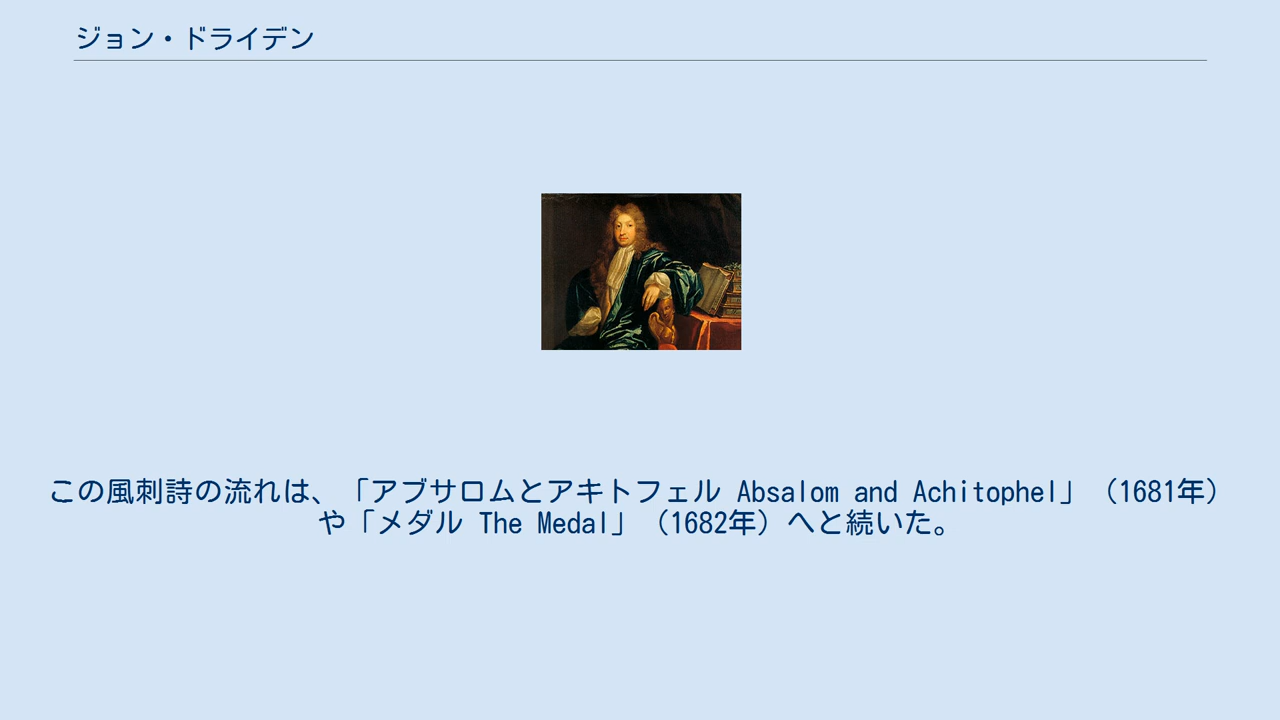 ジョン・ドライデン
この風刺詩の流れは、「アブサロムとアキトフェル Absalom and Achitophel」（1681年）
や「メダル The Medal」（1682年）へと続いた。